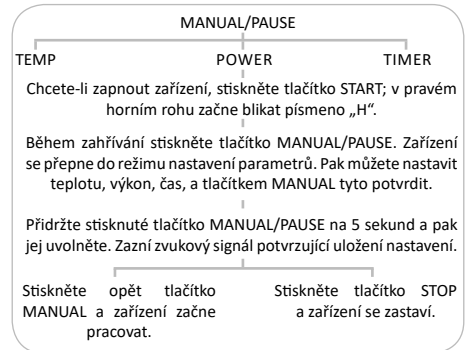 MANUAL/PAUSE
TEMP POWER TIMER
Chcete-li zapnout zařízení, stiskněte tlačítko START; v pravém
horním rohu začne blikat písmeno „H“.
Během zahřívání stiskněte tlačítko MANUAL/PAUSE. Zařízení
se přepne do režimu nastavení parametrů. Pak můžete nastavit
teplotu, výkon, čas, a tlačítkem MANUAL tyto potvrdit.
Přidržte stisknuté tlačítko MANUAL/PAUSE na 5 sekund a pak
jej uvolněte. Zazní zvukový signál potvrzující uložení nastavení.
Stiskněte opět tlačítko
MANUAL a zařízení začne
pracovat.
Stiskněte tlačítko STOP
a zařízení se zastaví.